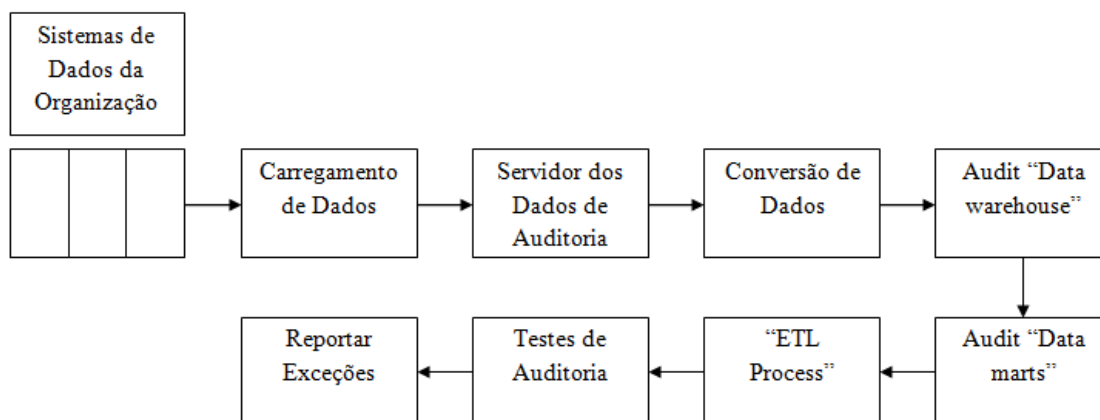 Sistemas de
Dados da
Organização
Carregamento
de Dados
Servidor dos
Dados de
Auditoria
Conversão de
Dados
Audit “Data
warehouse”
Reportar
Exceções
Testes de
Auditoria
“ETL
Process”
Audit “Data
marts”